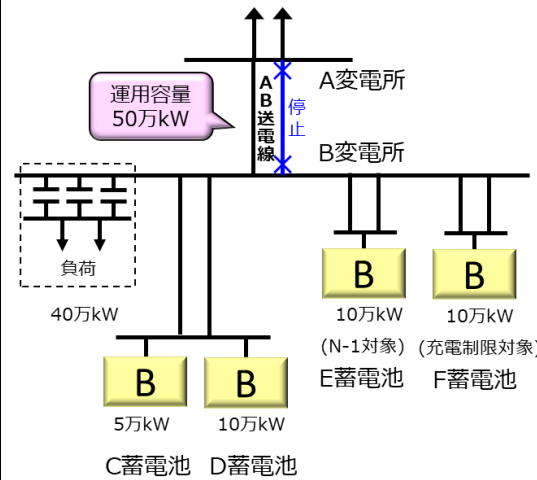 A変電所
運用容量
50万kW
AB送電線
停止
B変電所
負荷
40万kW
B
B
10万kW
10万kW
(N-1対象)
(充電制限対象)
E蓄電池
F蓄電池
B
B
5万kW
10万kW
C蓄電池
D蓄電池